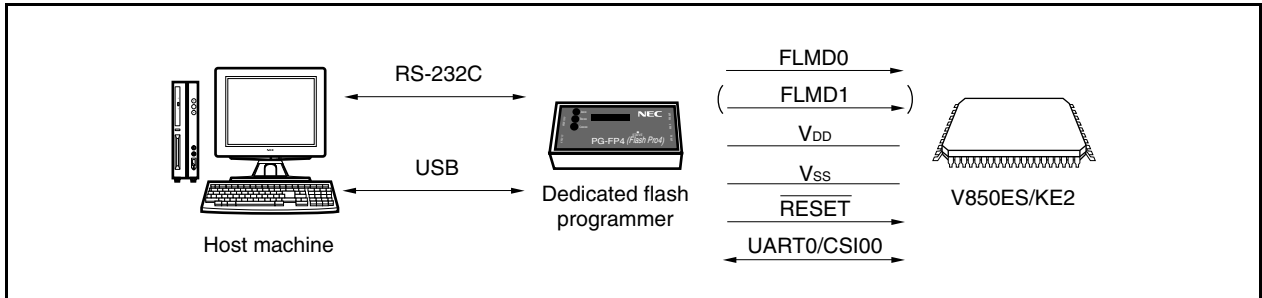 RS-232C
USB
Host machine
NEC
PG-FP4 (Flash Pro4)
Dedicated flash
programmer
FLMD0
( FLMD1 )
VDD
VSS
RESET
UART0/CSI00
V850ES/KE2